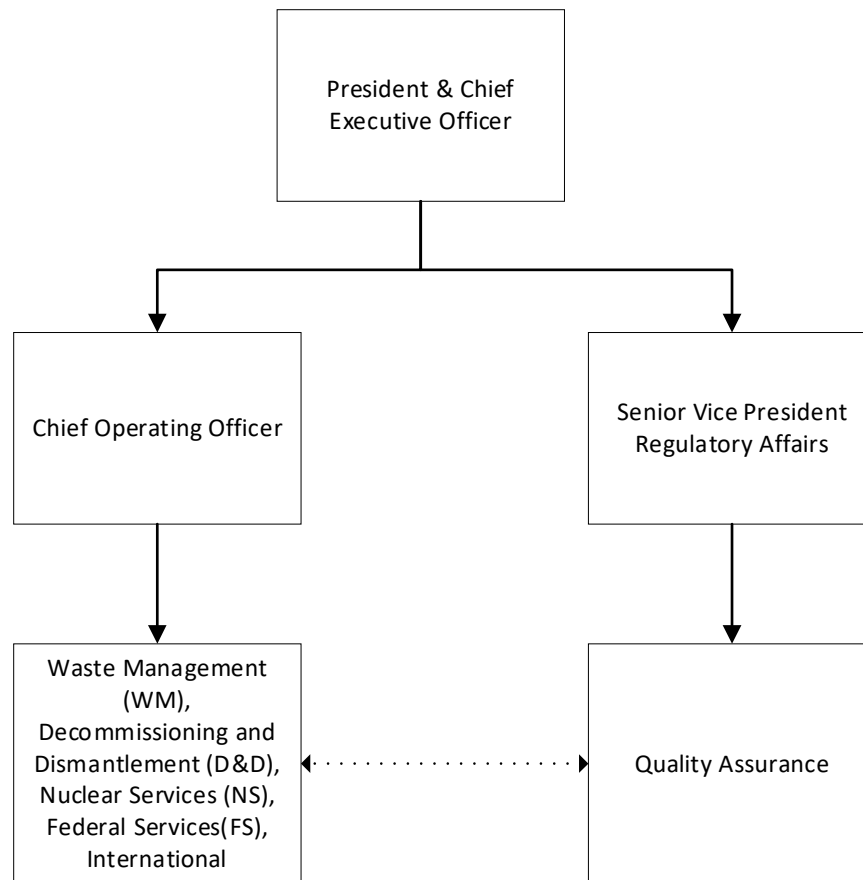 President & Chief
Executive Officer
Chief Operating Officer
Senior Vice President
Regulatory Affairs
Waste Management
(WM),
Decommissioning and
Dismantlement (D&D),
Nuclear Services (NS),
Federal Services(FS),
International
Quality Assurance